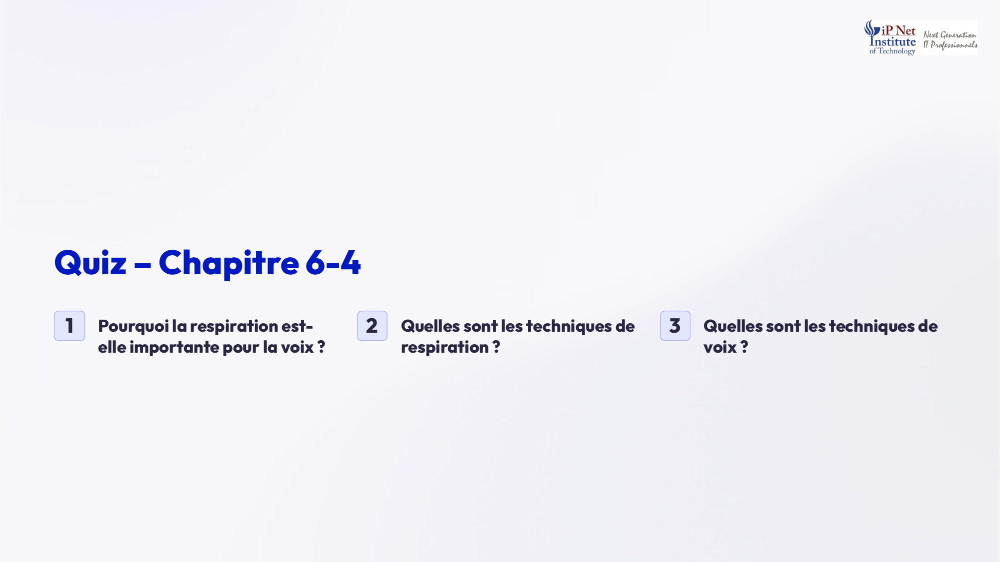 iP Net
Institute
of Technology
Next Generation
IT Professionnels
Quiz – Chapitre 6-4
1
Pourquoi la respiration est-
elle importante pour la voix ?
2
Quelles sont les techniques de
respiration ?
3
Quelles sont les techniques de
voix ?